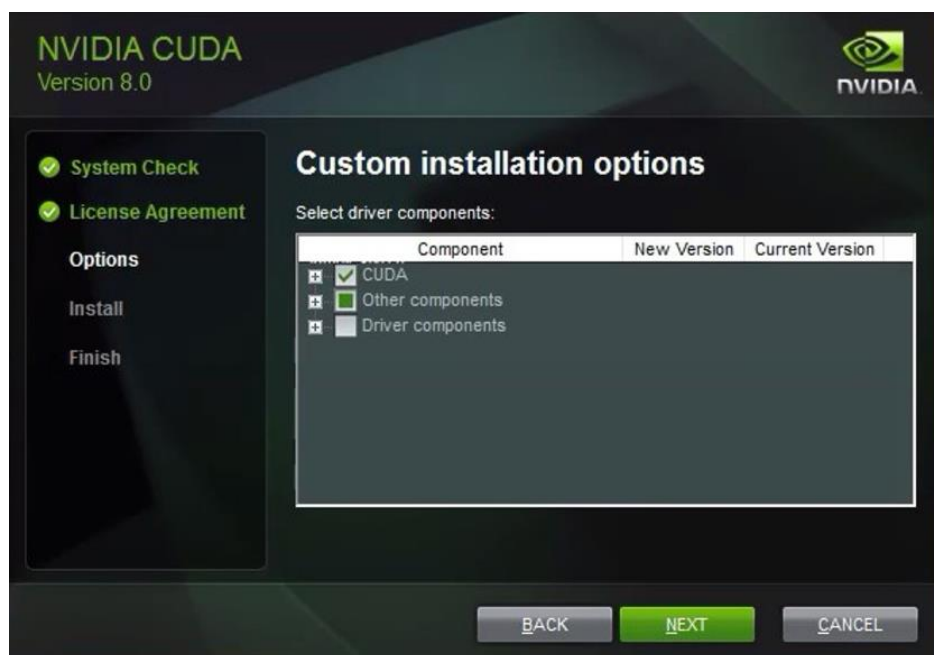 NVIDIA CUDA
Version 8.0
NVIDIA.
System Check
License Agreement
Options
Install
Finish
Custom installation options
Select driver components:
Component New Version Current Version
CUDA
Other components
Driver components
BACK NEXT CANCEL